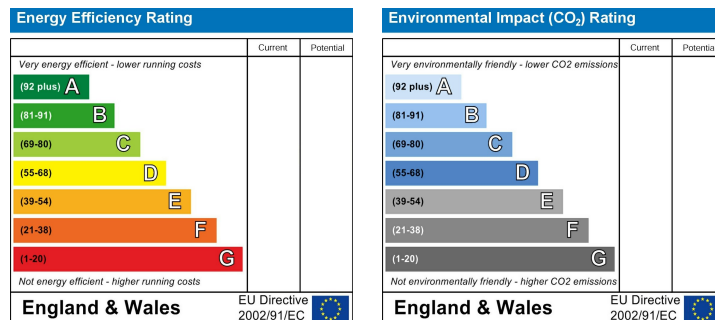 Energy Efficiency Rating
Current Potential
Very energy efficient - lower running costs
(92 plus) A
(81-91) B
(69-80) C
(55-68) D
(39-54) E
(21-38) F
(1-20) G
Not energy efficient - higher running costs
England & Wales
EU Directive
2002/91/EC
Environmental Impact (CO₂) Rating
Current Potential
Very environmentally friendly - lower CO2 emissions
(92 plus) A
(81-91) B
(69-80) C
(55-68) D
(39-54) E
(21-38) F
(1-20) G
Not environmentally friendly - higher CO2 emissions
England & Wales
EU Directive
2002/91/EC